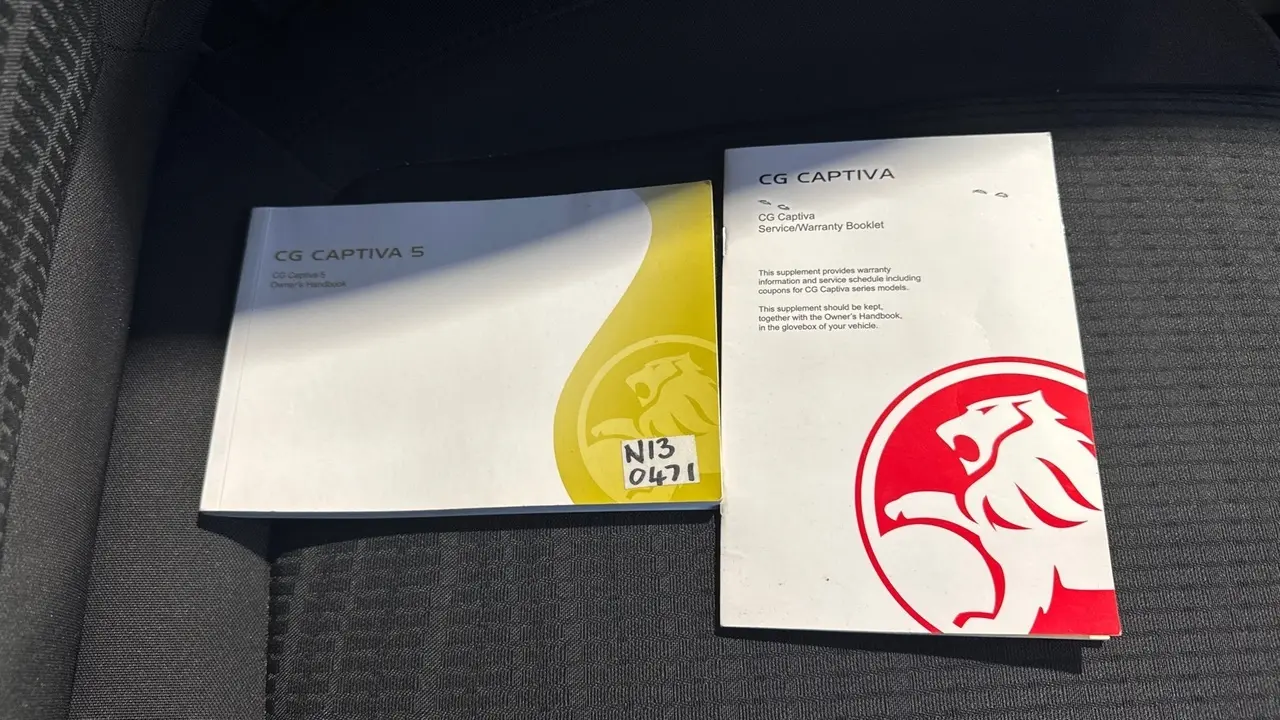 CG CAPTIVA 5
CG Captiva 5
Owner's Handbook
N13
0471
CG CAPTIVA
CG Captiva
Service/Warranty Booklet
This supplement provides warranty
information and service schedule including
coupons for CG Captiva series models.
This supplement should be kept,
together with the Owner's Handbook,
in the glovebox of your vehicle.